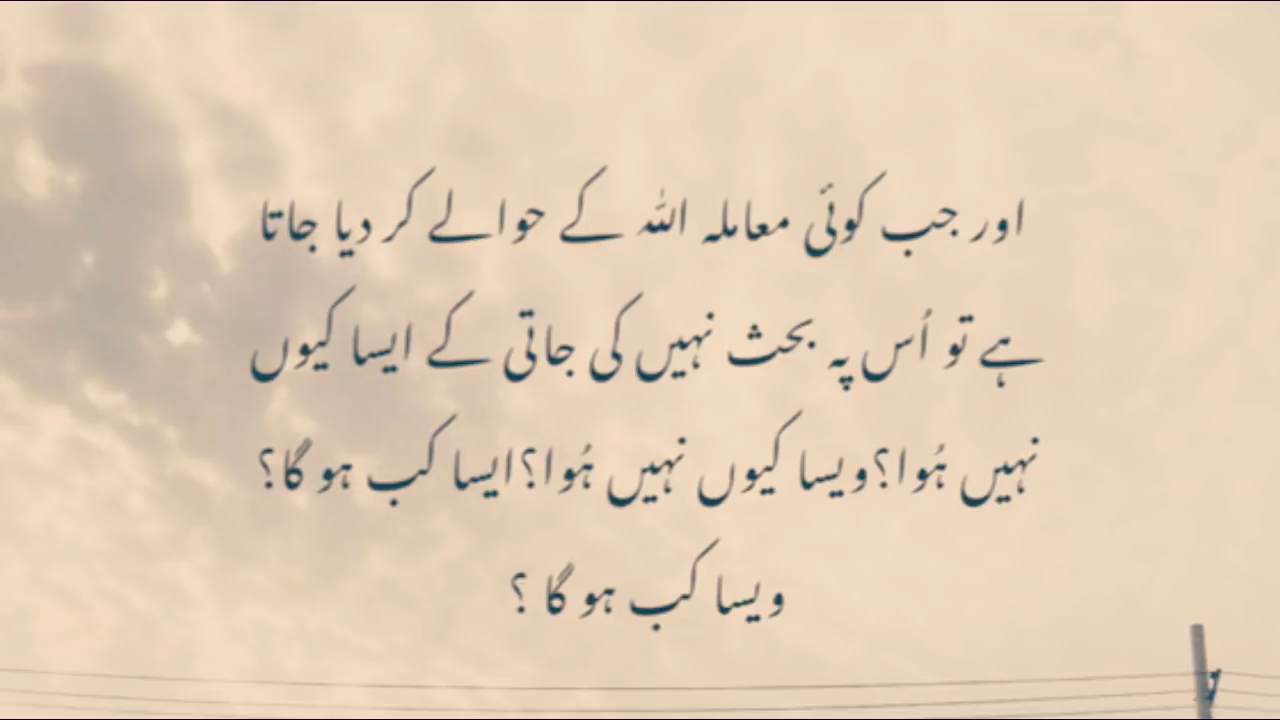 اور جب کوئی معاملہ اللہ کے حوالے کر دیا جاتا
ہے تو اُس پہ بحث نہیں کی جاتی کے ایسا کیوں
نہیں ہُوا؟ویسا کیوں نہیں ہُوا؟ایسا کب ہو گا؟
ویسا کب ہو گا ؟